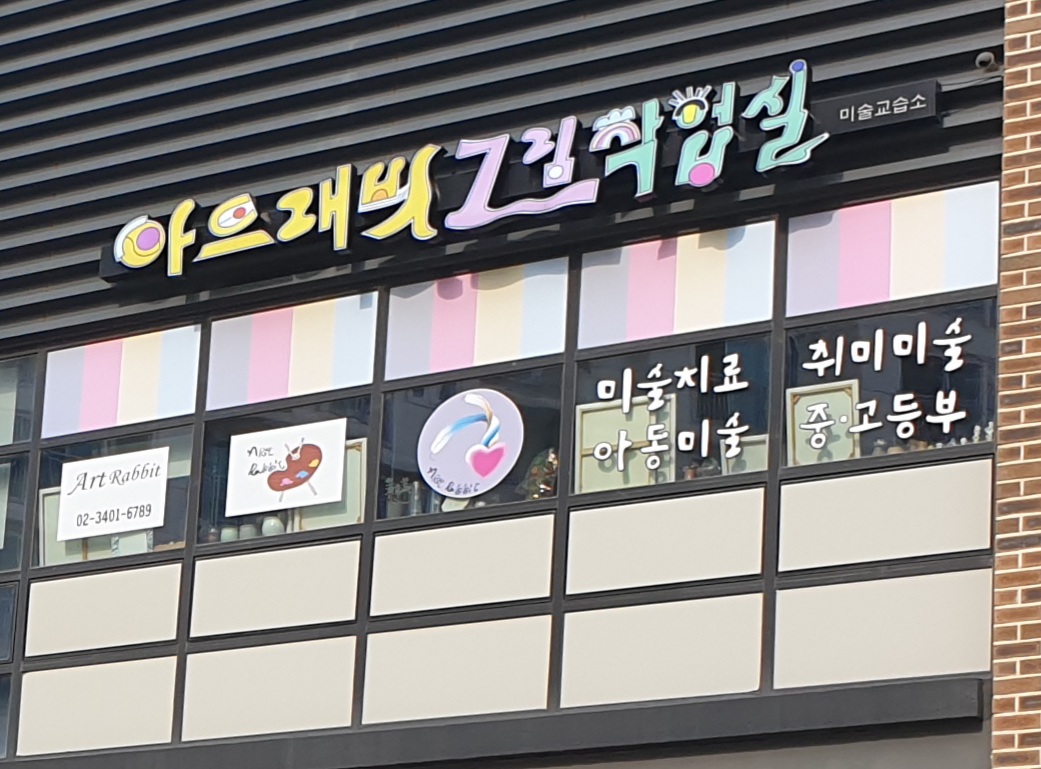 아으래빗그림작업실
미술교습소
Art Rabbit
02-3401-6789
미술치료
아동미술
취미미술
중·고등부